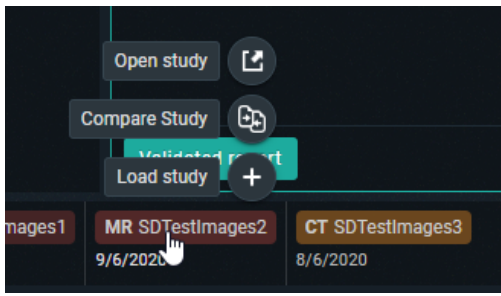 Open study
Compare Study
Validated report
Load study
mages1
MR SDTestImages2
CT SDTestImages3
9/6/2020
8/6/2020